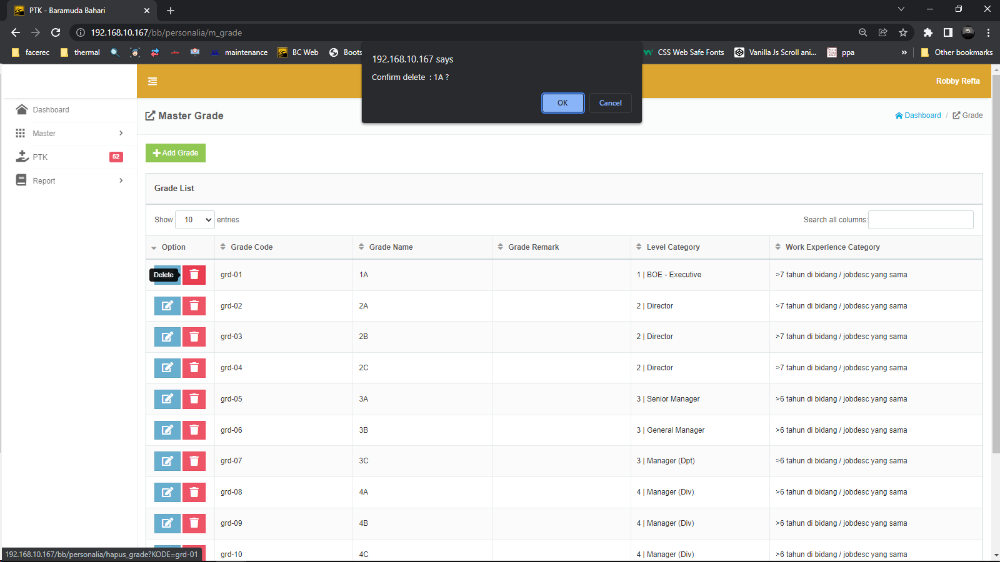 PTK - Baramuda Bahari
192.168.10.167/bb/personalia/m_grade
facerec
thermal
maintenance
BC Web
Boots
CSS Web Safe Fonts
Vanilla Js Scroll ani...
ppa
»
Other bookmarks
192.168.10.167 says
Confirm delete : 1A ?
OK
Cancel
Robby Refta
Dashboard
Master
PTK
52
Report
Master Grade
Dashboard / Grade
Add Grade
Grade List
Show 10 entries
Search all columns:
Option Grade Code Grade Name Grade Remark Level Category Work Experience Category
Delete grd-01 1A 1 | BOE - Executive >7 tahun di bidang / jobdesc yang sama
grd-02 2A 2 | Director >7 tahun di bidang / jobdesc yang sama
grd-03 2B 2 | Director >7 tahun di bidang / jobdesc yang sama
grd-04 2C 2 | Director >7 tahun di bidang / jobdesc yang sama
grd-05 3A 3 | Senior Manager >6 tahun di bidang / jobdesc yang sama
grd-06 3B 3 | General Manager >6 tahun di bidang / jobdesc yang sama
grd-07 3C 3 | Manager (Dpt) >6 tahun di bidang / jobdesc yang sama
grd-08 4A 4 | Manager (Div) >6 tahun di bidang / jobdesc yang sama
grd-09 4B 4 | Manager (Div) >6 tahun di bidang / jobdesc yang sama
grd-10 4C 4 | Manager (Div) >6 tahun di bidang / jobdesc yang sama
192.168.10.167/bb/personalia/hapus_grade?KODE=grd-01